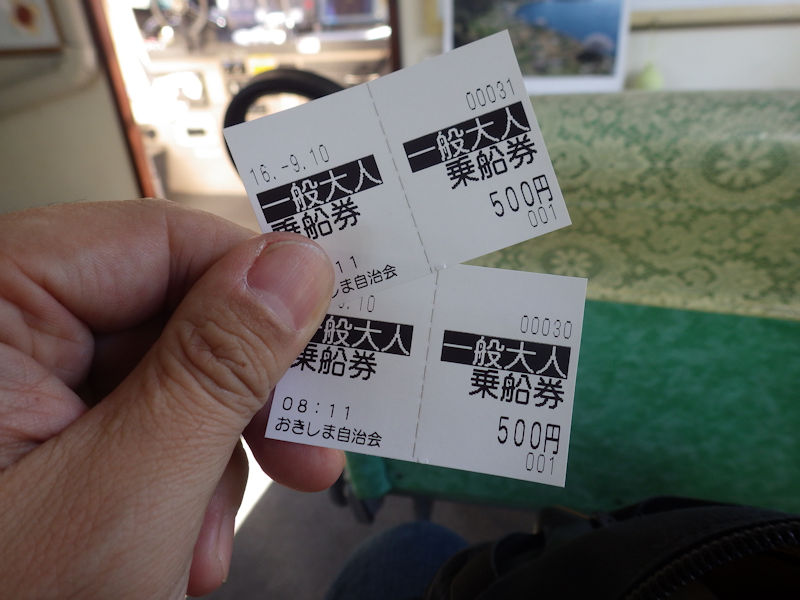 00031
16.-9.10
一般大人
一般大人
乗船券
乗船券
500円
001
11
しま自治会
.10
00030
一般大人
一般大人
乗船券
乗船券
08:11
500円
おきしま自治会
001